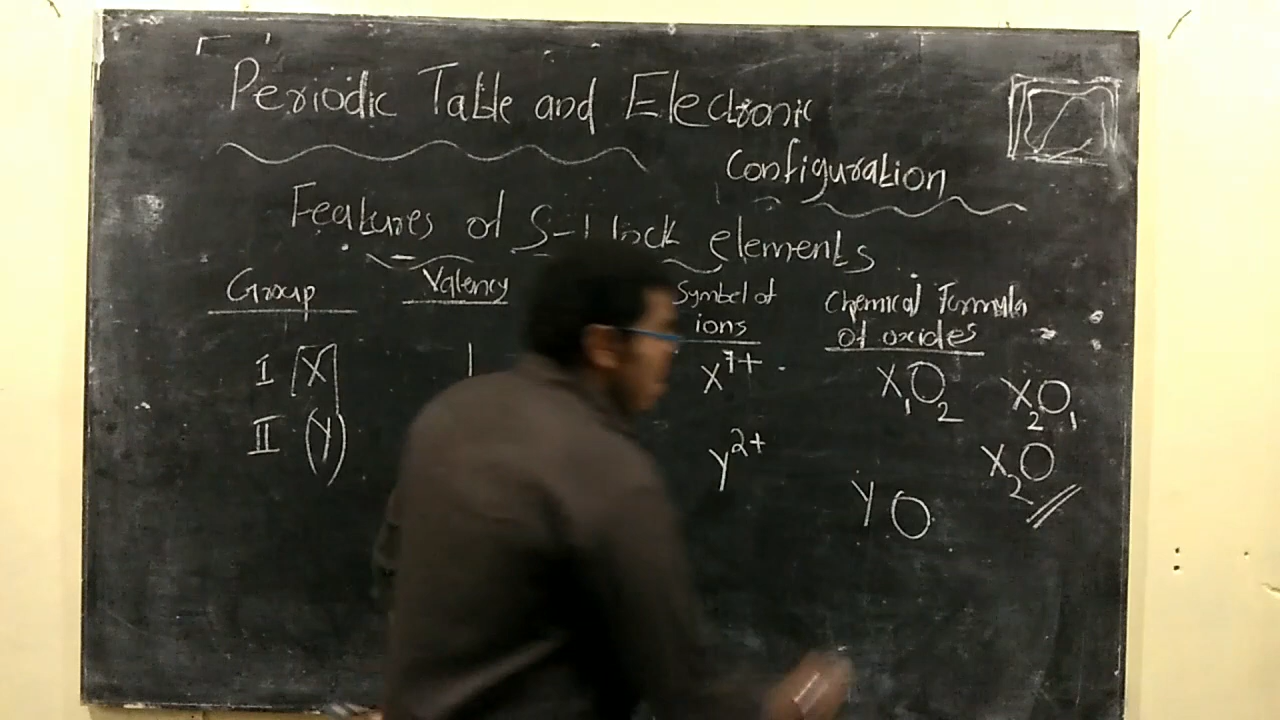 Periodic Table and Electronic
Configuration
Features of S-block elements
Group Valency Symbol of ions Chemical Formula of oxides
I [X] 1 X¹⁺ X₁O₂ X₂O₁
X₂O
II (Y) Y²⁺ YO